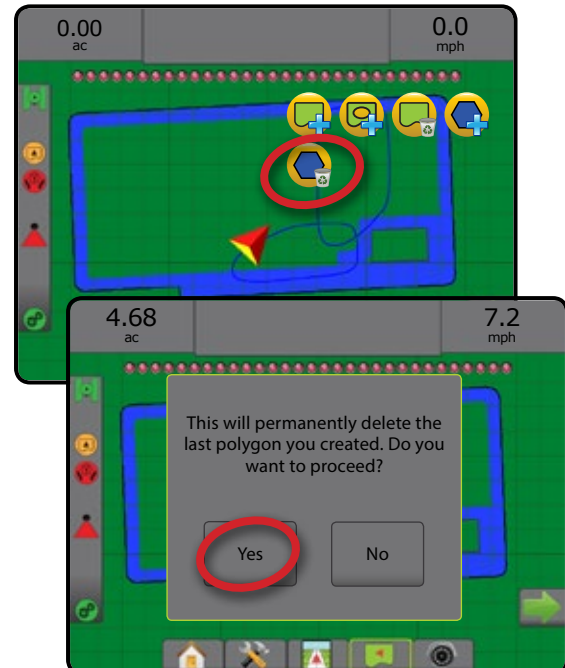 0.00
ac
0.0
mph
4.68
ac
7.2
mph
This will permanently delete the
last polygon you created. Do you
want to proceed?
Yes
No